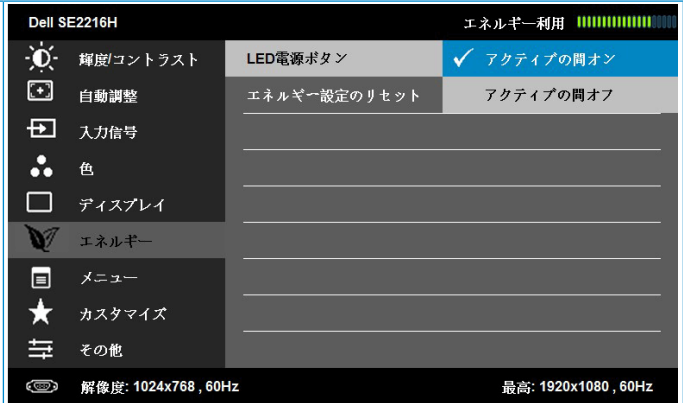 Dell SE2216H エネルギー利用
輝度/コントラスト LED電源ボタン アクティブの間オン
自動調整 エネルギー設定のリセット アクティブの間オフ
入力信号
色
ディスプレイ
エネルギー
メニュー
カスタマイズ
その他
解像度: 1024x768 , 60Hz 最高: 1920x1080 , 60Hz